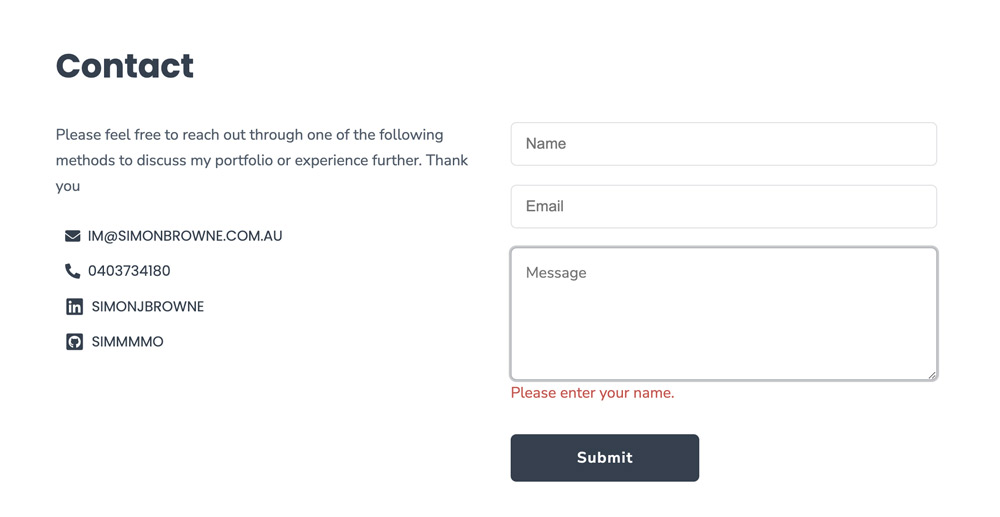 Contact
Please feel free to reach out through one of the following
methods to discuss my portfolio or experience further. Thank
you
IM@SIMONBROWNE.COM.AU
0403734180
SIMONJBROWNE
SIMMMMO
Name
Email
Message
Please enter your name.
Submit